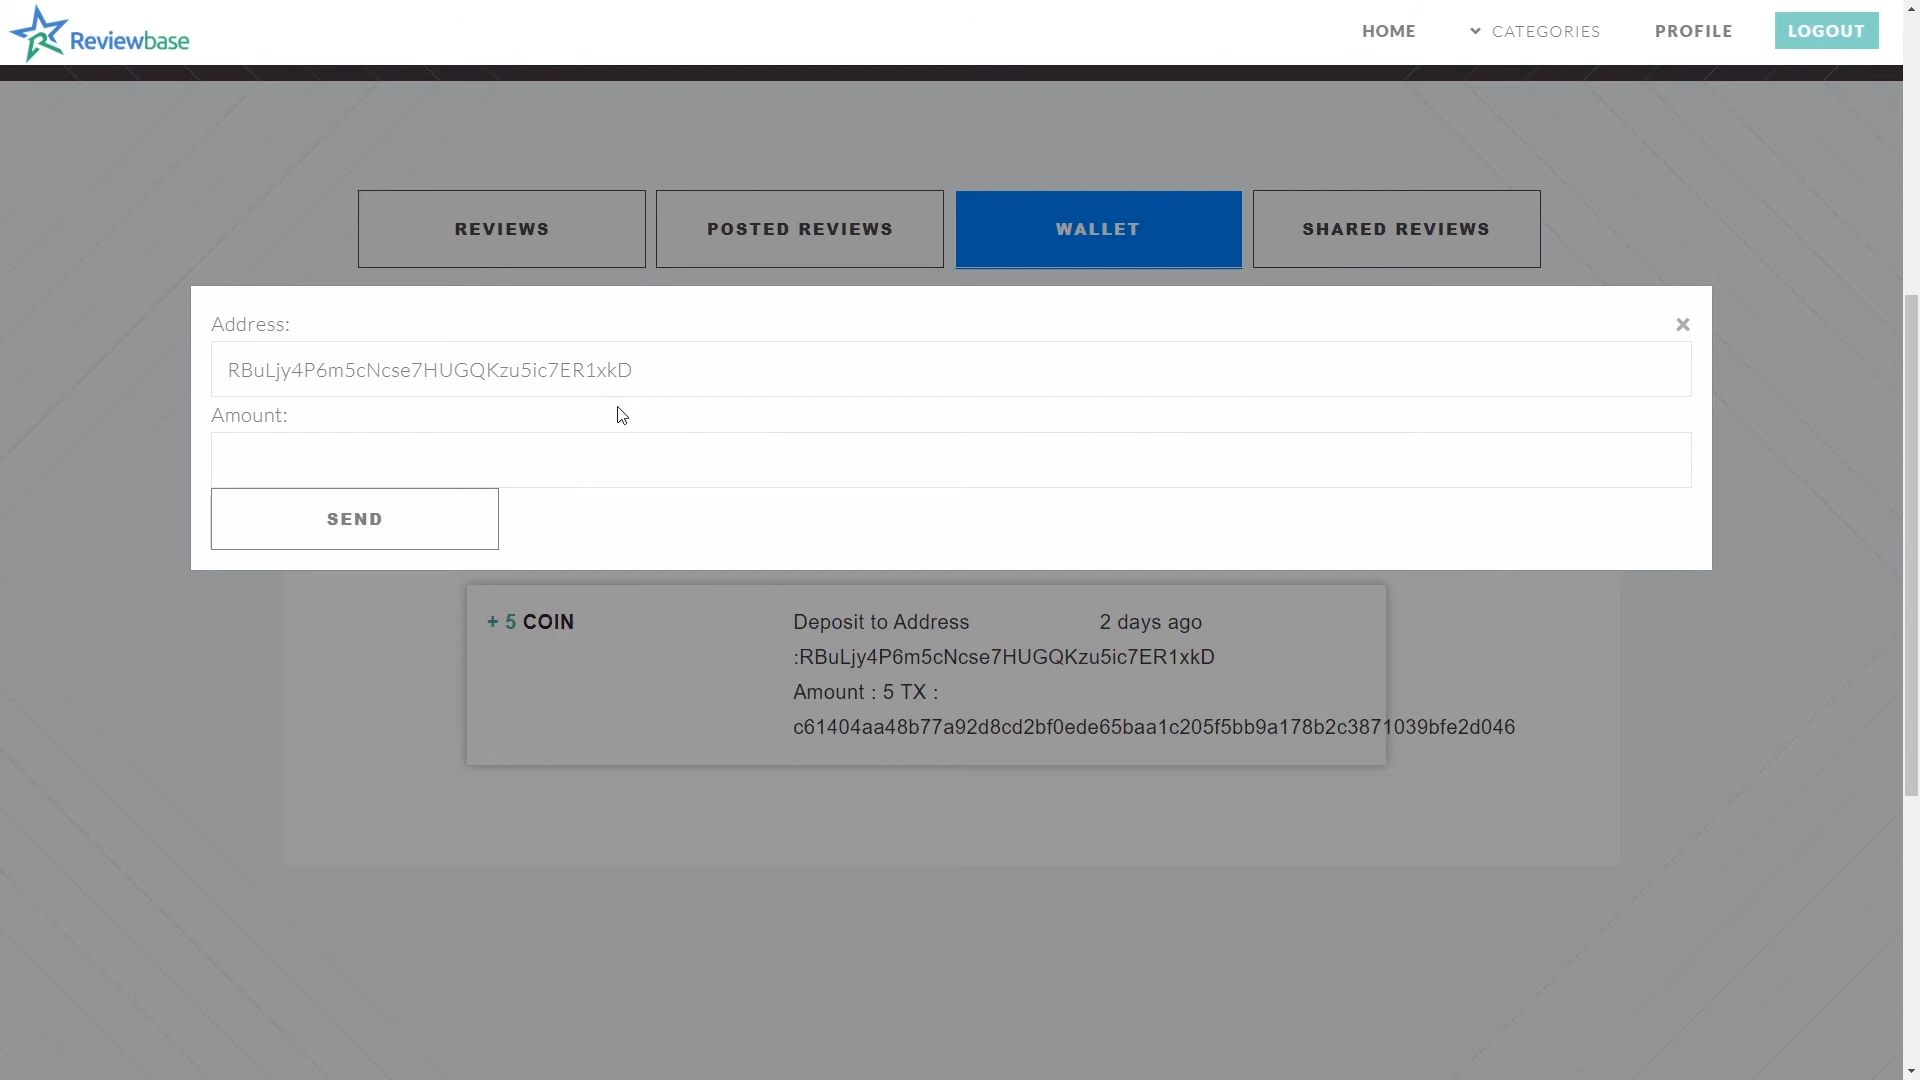 Reviewbase
HOME
CATEGORIES
PROFILE
LOGOUT
REVIEWS
POSTED REVIEWS
WALLET
SHARED REVIEWS
Address:
RBuLjy4P6m5cNcse7HUGQKzu5ic7ER1xkD
Amount:
SEND
+ 5 COIN
Deposit to Address
:RBuLjy4P6m5cNcse7HUGQKzu5ic7ER1xkD
Amount : 5 TX :
c61404aa48b77a92d8cd2bf0ede65baa1c205f5bb9a178b2c3871039bfe2d046
2 days ago